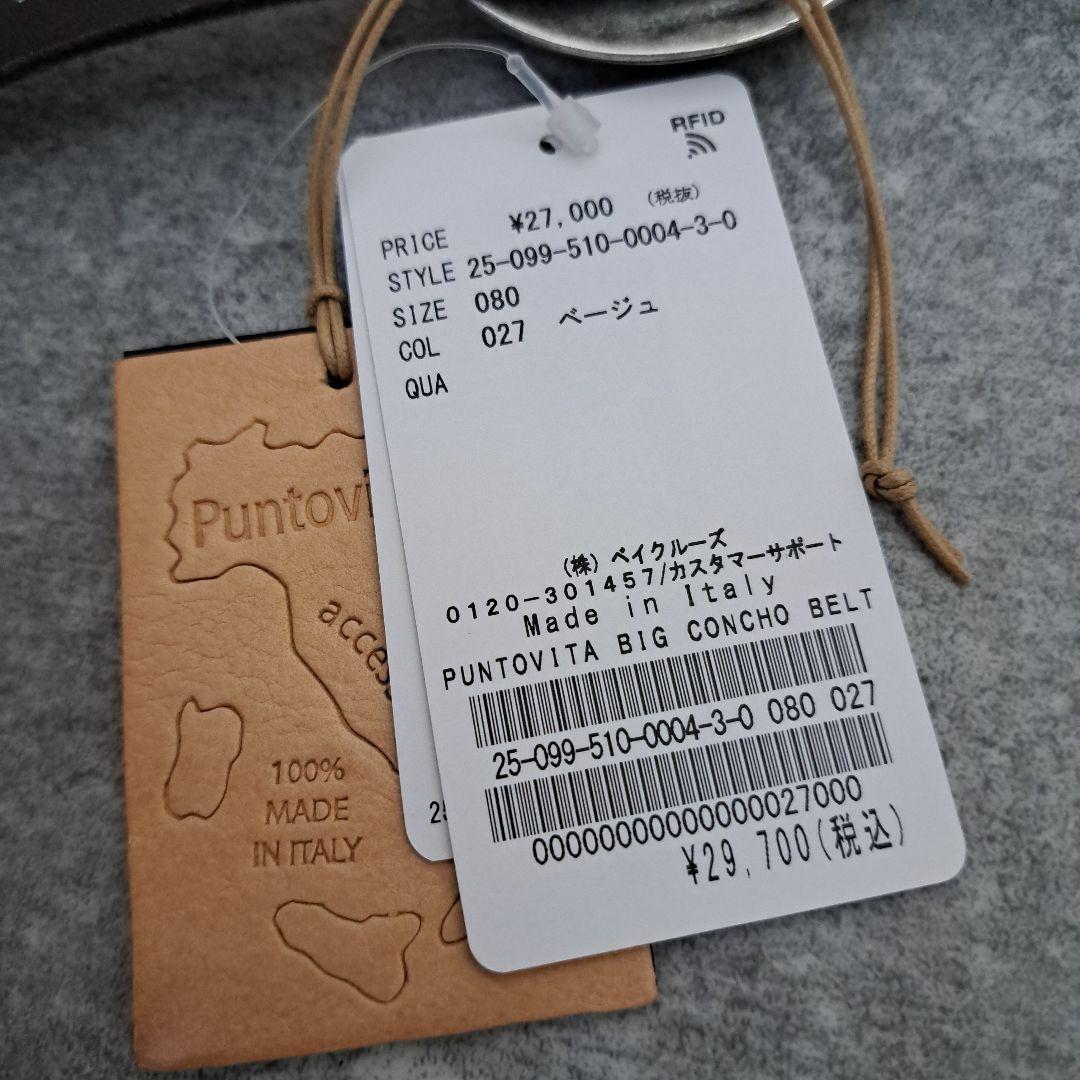 RFID
PRICE ¥27,000 (税抜)
STYLE 25-099-510-0004-3-0
SIZE 080
COL 027 ベージュ
QUA
(株) ベイクルーズ
0120-301457/カスタマーサポート
Made in Italy
PUNTOVITA BIG CONCHO BELT
25-099-510-0004-3-0 080 027
0000000000000027000
¥29,700(税込)
25
Puntovi
acces
100%
MADE
IN ITALY